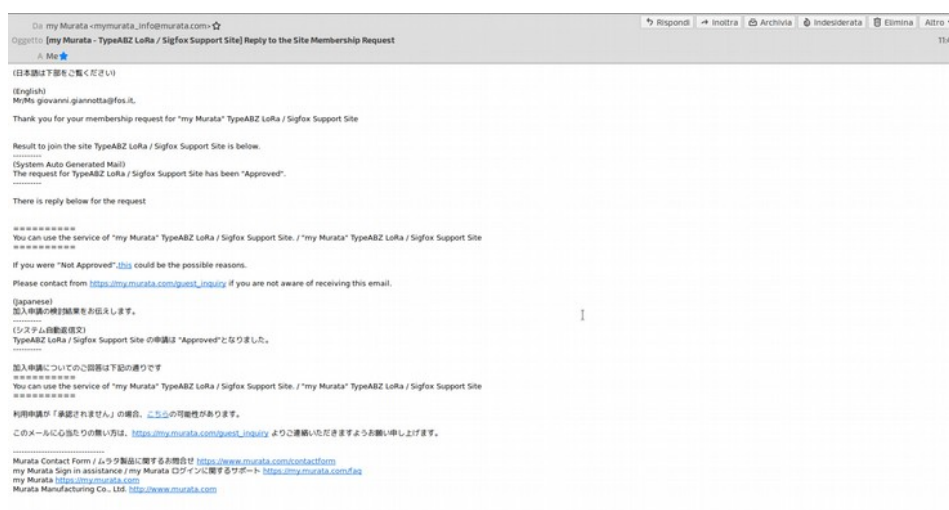 Da my Murata <mymurata_info@murata.com>
Rispondi Inoltra Archivia Indesiderata Elimina Altro
Oggetto [my Murata - TypeABZ LoRa / Sigfox Support Site] Reply to the Site Membership Request
A Me
(日本語は下部をご覧ください)
(English)
Mr/Ms giovanni.giannotta@fos.it,
Thank you for your membership request for "my Murata" TypeABZ LoRa / Sigfox Support Site
Result to join the site TypeABZ LoRa / Sigfox Support Site is below.
----------
(System Auto Generated Mail)
The request for TypeABZ LoRa / Sigfox Support Site has been "Approved".
----------
There is reply below for the request
==========
You can use the service of "my Murata" TypeABZ LoRa / Sigfox Support Site. / "my Murata" TypeABZ LoRa / Sigfox Support Site
==========
If you were "Not Approved",this could be the possible reasons.
Please contact from https://my.murata.com/guest_inquiry if you are not aware of receiving this email.
(Japanese)
加入申請の検討結果をお伝えします。
----------
(システム自動返信文)
TypeABZ LoRa / Sigfox Support Site の申請は "Approved"となりました。
----------
加入申請についてのご回答は下記の通りです
==========
You can use the service of "my Murata" TypeABZ LoRa / Sigfox Support Site. / "my Murata" TypeABZ LoRa / Sigfox Support Site
==========
利用申請が「承認されません」の場合、こちらの可能性があります。
このメールに心当たりの無い方は、https://my.murata.com/guest_inquiry よりご連絡いただきますようお願い申し上げます。
------------------------------
Murata Contact Form / ムラタ製品に関するお問合せ https://www.murata.com/contactform
my Murata Sign in assistance / my Murata ログインに関するサポート https://my.murata.com/faq
my Murata https://my.murata.com
Murata Manufacturing Co., Ltd. http://www.murata.com